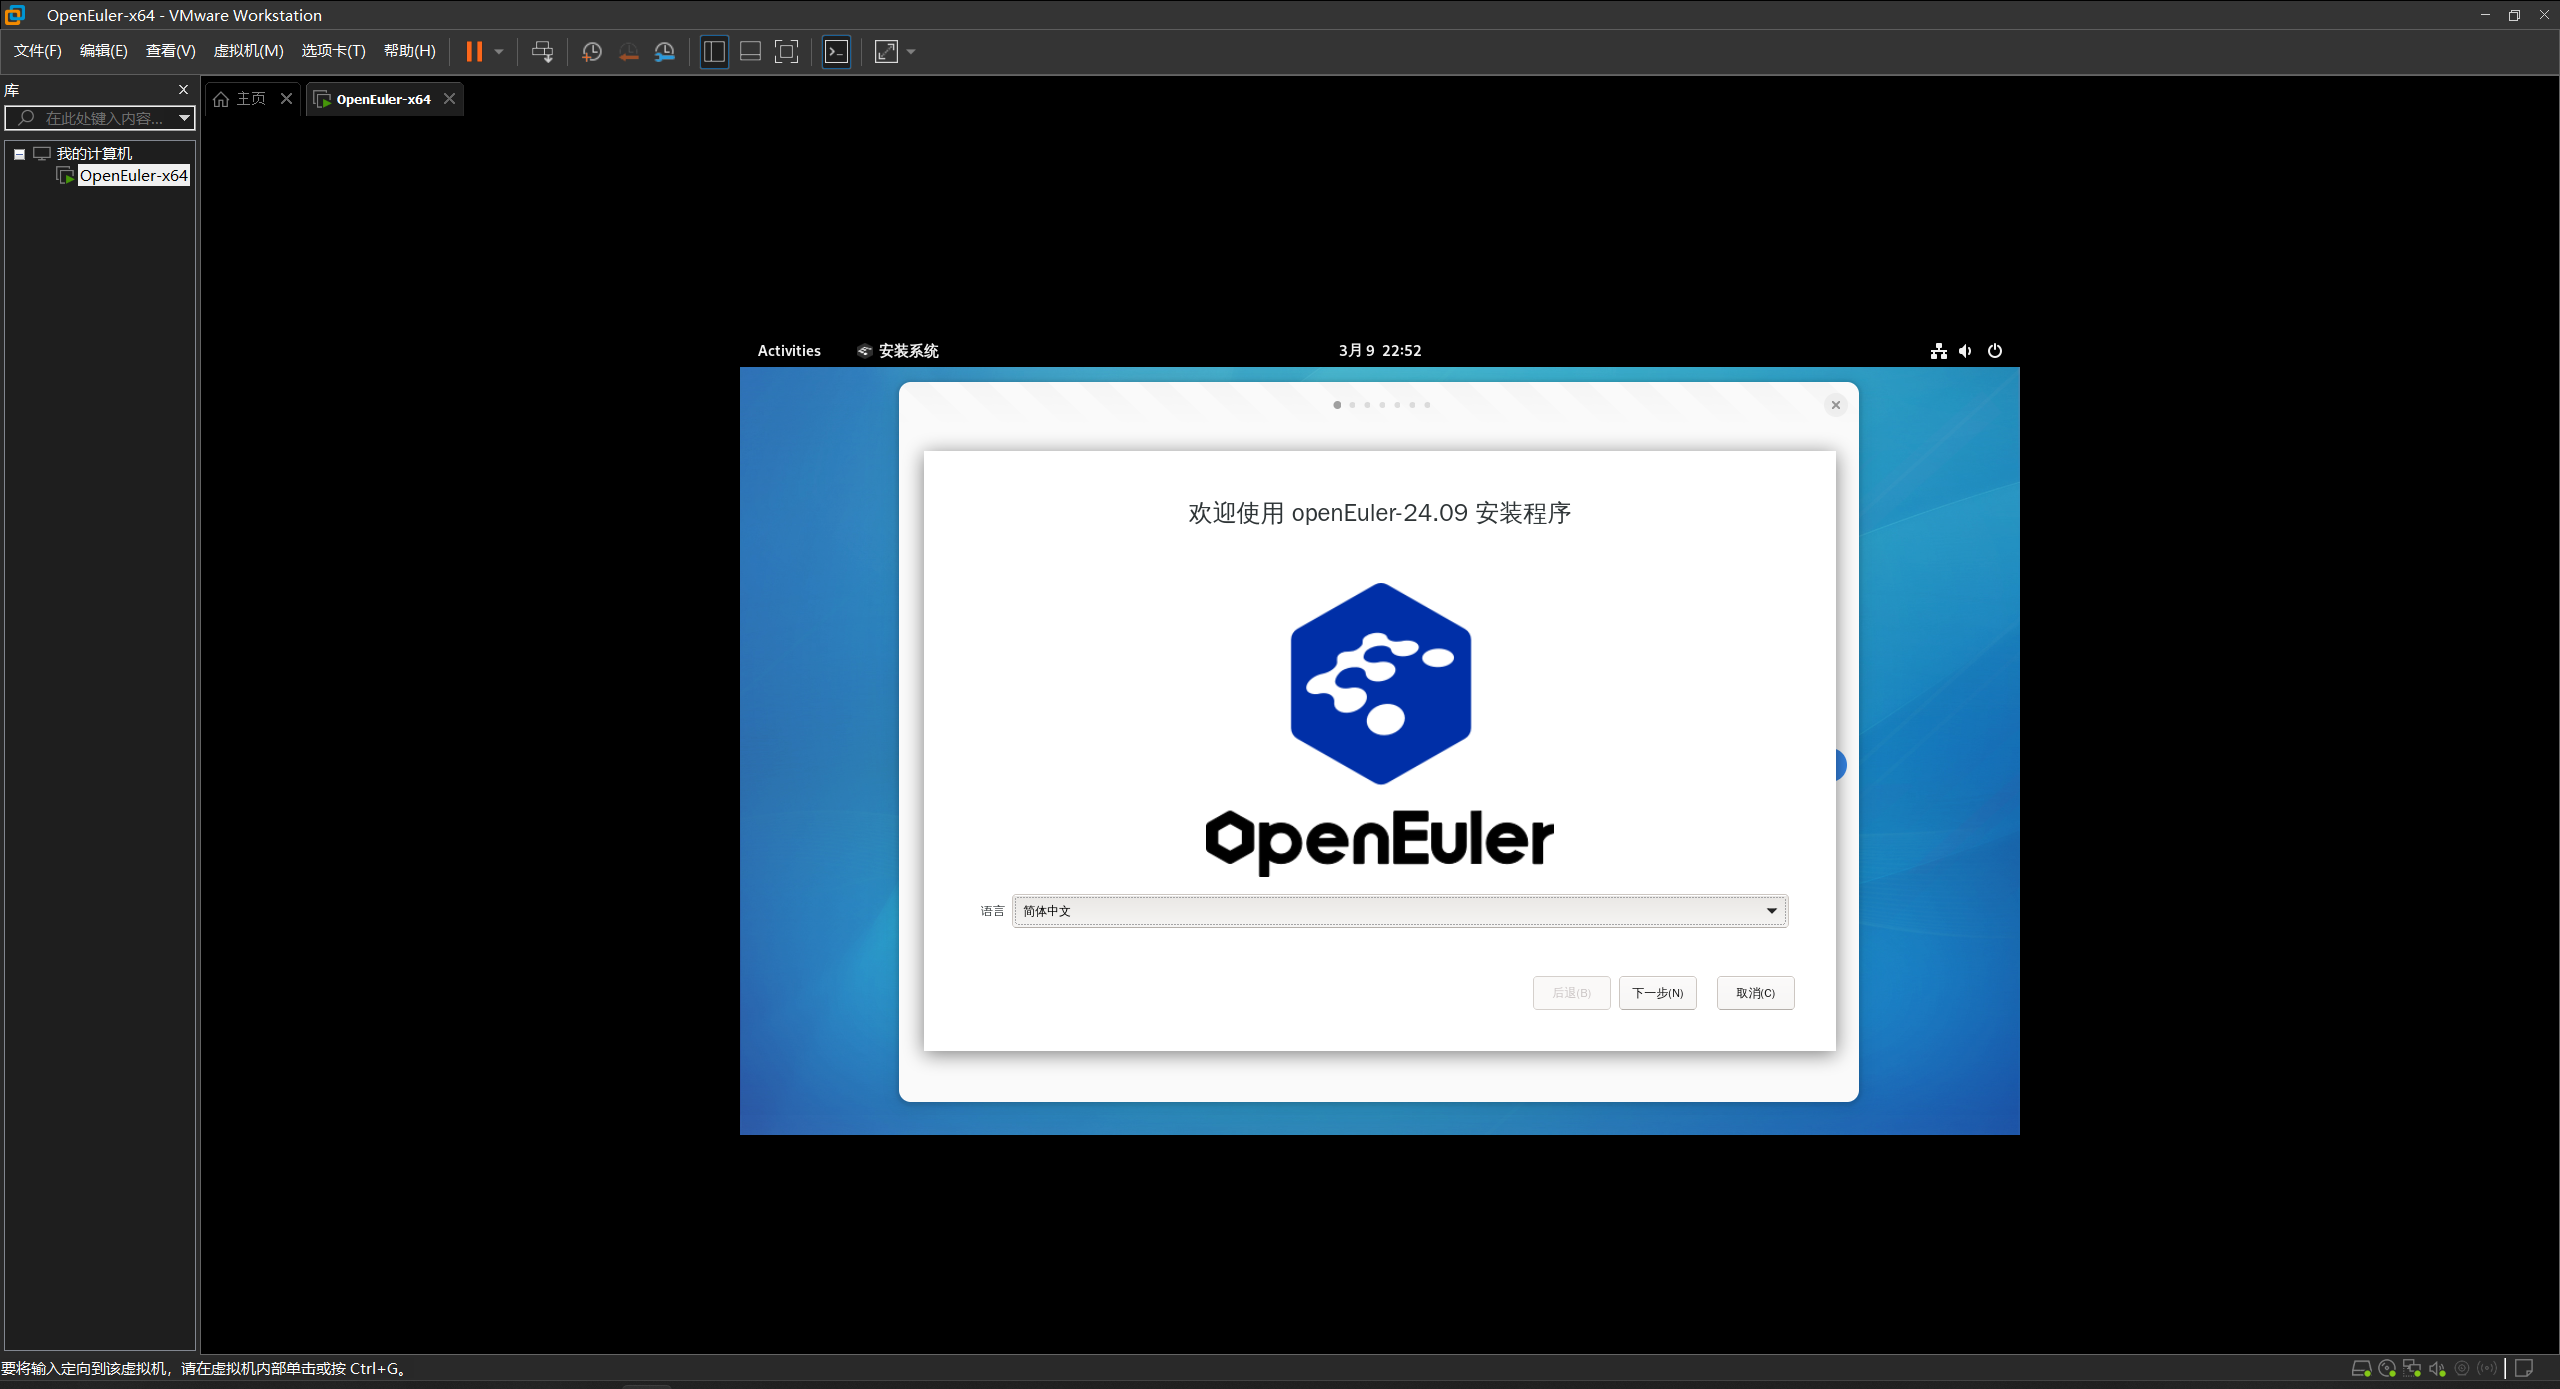 OpenEuler-x64 - VMware Workstation
文件(F) 编辑(E) 查看(V) 虚拟机(M) 选项卡(T) 帮助(H)
库
在此处键入内容...
我的计算机
OpenEuler-x64
主页 OpenEuler-x64
Activities 安装系统 3月 9 22:52
欢迎使用 openEuler-24.09 安装程序
OpenEuler
语言 简体中文
后退(B) 下一步(N) 取消(C)
要将输入定向到该虚拟机，请在虚拟机内部单击或按 Ctrl+G。